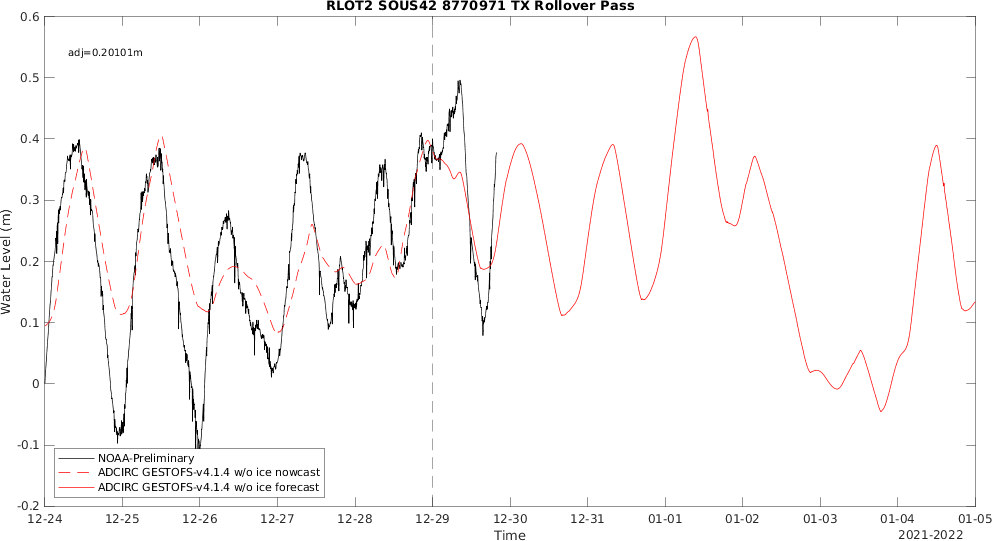 RLOT2 SOUS42 8770971 TX Rollover Pass
adj=0.20101m
Water Level (m)
0.6
0.5
0.4
0.3
0.2
0.1
0
-0.1
-0.2
NOAA-Preliminary
ADCIRC GESTOFS-v4.1.4 w/o ice nowcast
ADCIRC GESTOFS-v4.1.4 w/o ice forecast
12-24 12-25 12-26 12-27 12-28 12-29 12-30 12-31 01-01 01-02 01-03 01-04 01-05
Time
2021-2022